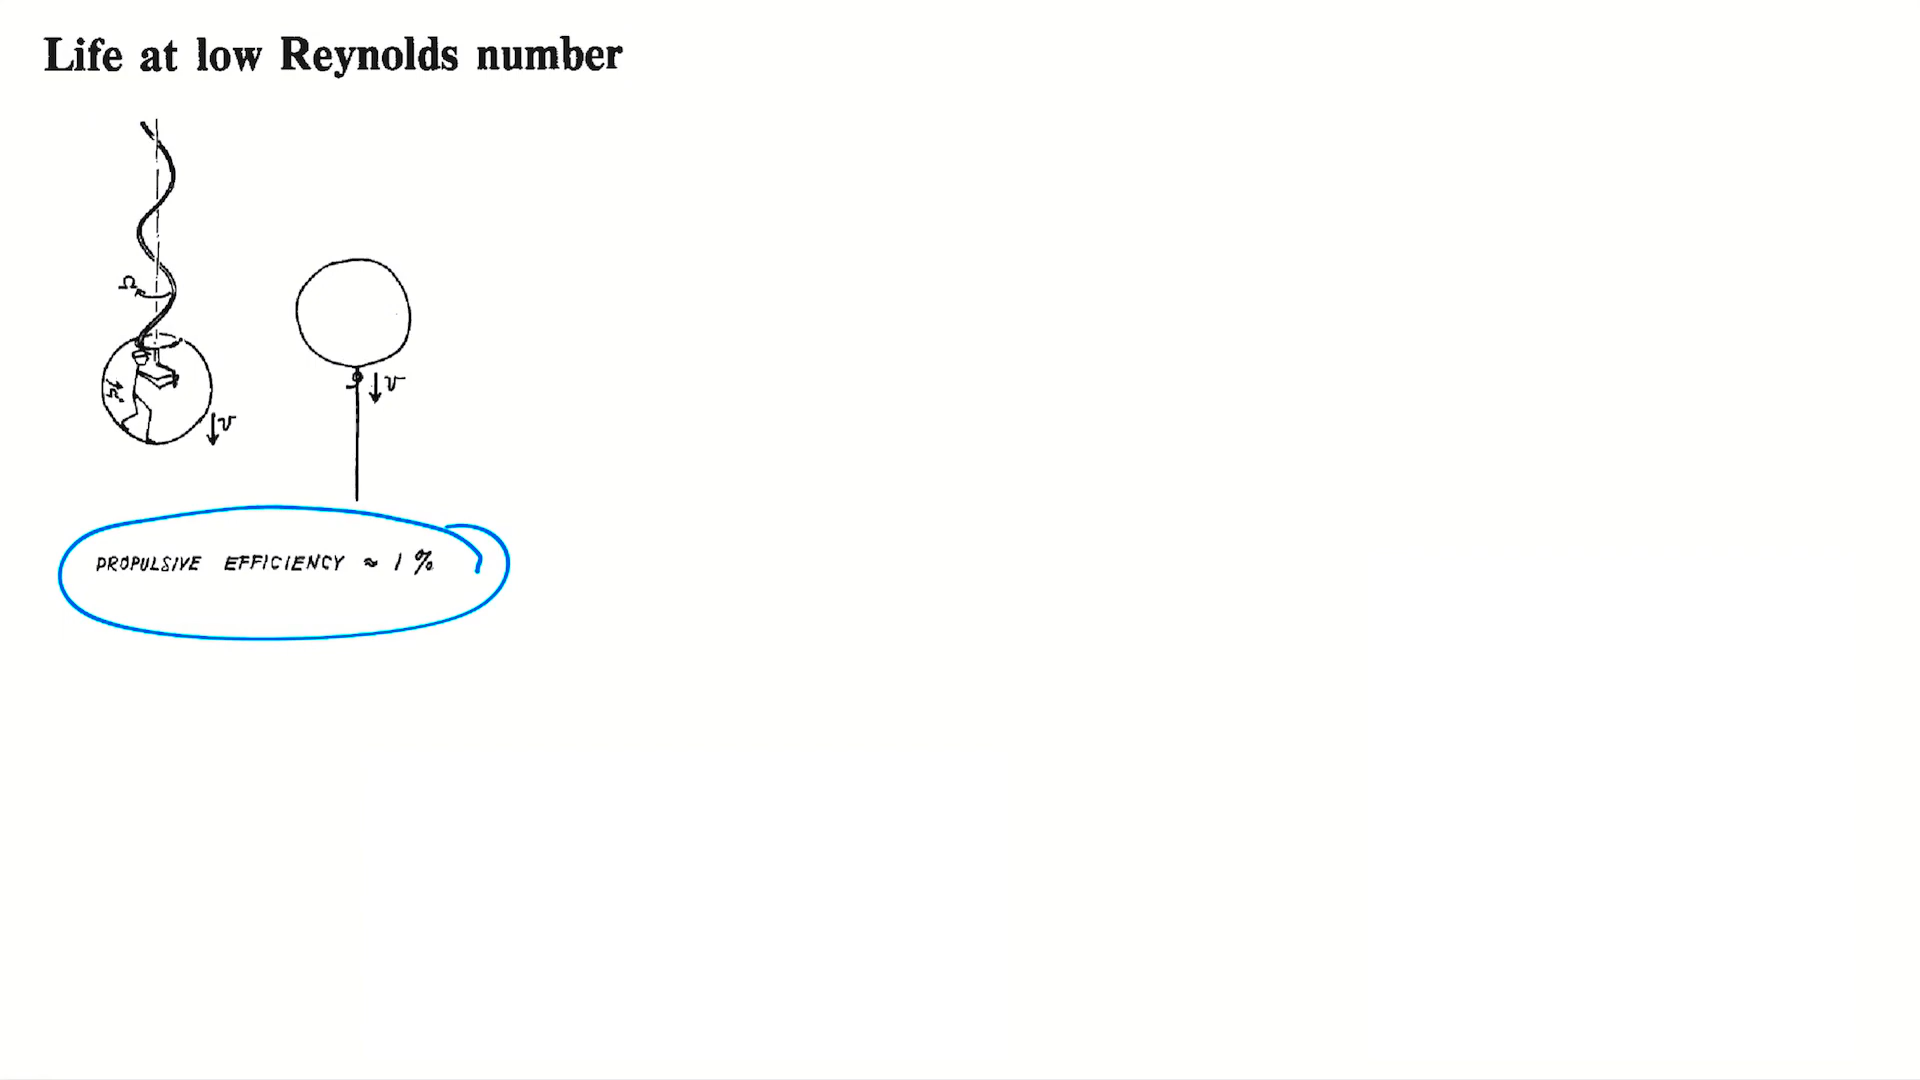 Life at low Reynolds number
Ω
v
v
PROPULSIVE EFFICIENCY ≈ 1 %